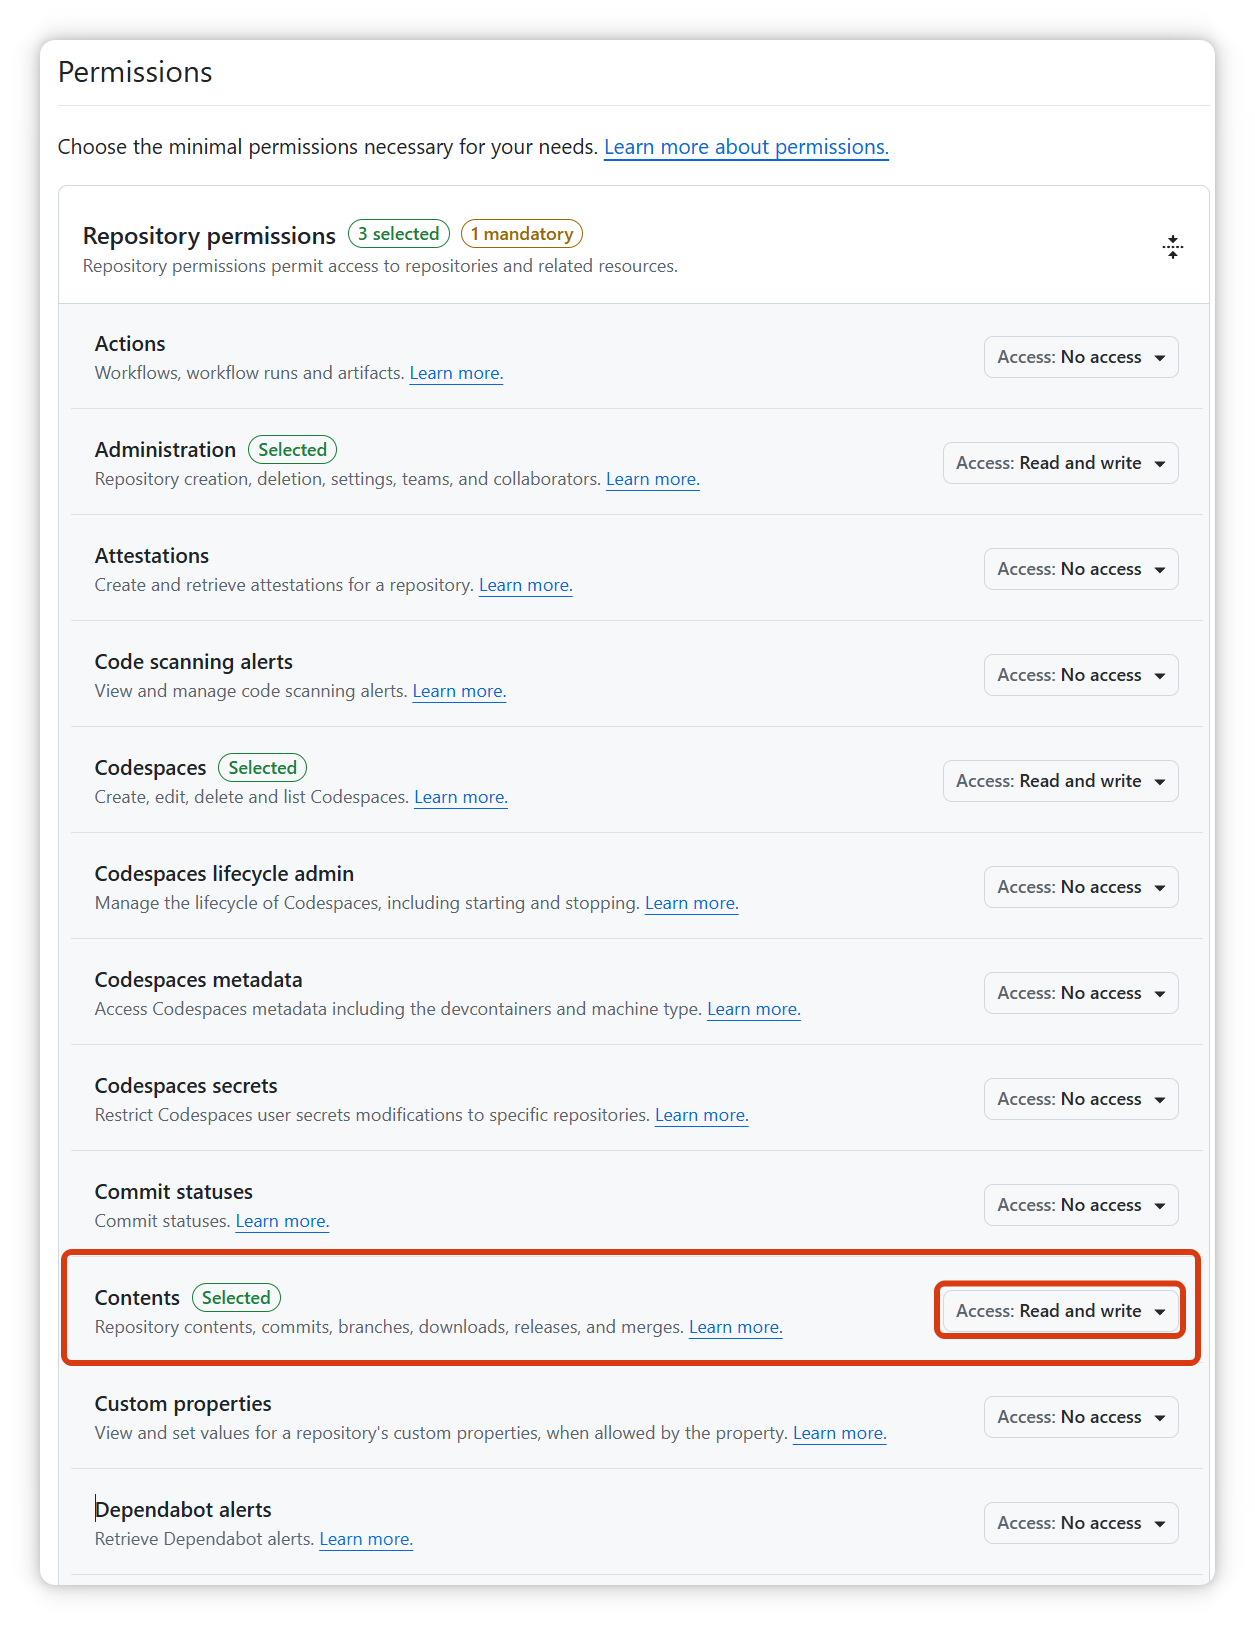 Permissions
Choose the minimal permissions necessary for your needs. Learn more about permissions.
Repository permissions 3 selected 1 mandatory
Repository permissions permit access to repositories and related resources.
Actions
Workflows, workflow runs and artifacts. Learn more.
Access: No access
Administration Selected
Repository creation, deletion, settings, teams, and collaborators. Learn more.
Access: Read and write
Attestations
Create and retrieve attestations for a repository. Learn more.
Access: No access
Code scanning alerts
View and manage code scanning alerts. Learn more.
Access: No access
Codespaces Selected
Create, edit, delete and list Codespaces. Learn more.
Access: Read and write
Codespaces lifecycle admin
Manage the lifecycle of Codespaces, including starting and stopping. Learn more.
Access: No access
Codespaces metadata
Access Codespaces metadata including the devcontainers and machine type. Learn more.
Access: No access
Codespaces secrets
Restrict Codespaces user secrets modifications to specific repositories. Learn more.
Access: No access
Commit statuses
Commit statuses. Learn more.
Access: No access
Contents Selected
Repository contents, commits, branches, downloads, releases, and merges. Learn more.
Access: Read and write
Custom properties
View and set values for a repository's custom properties, when allowed by the property. Learn more.
Access: No access
Dependabot alerts
Retrieve Dependabot alerts. Learn more.
Access: No access